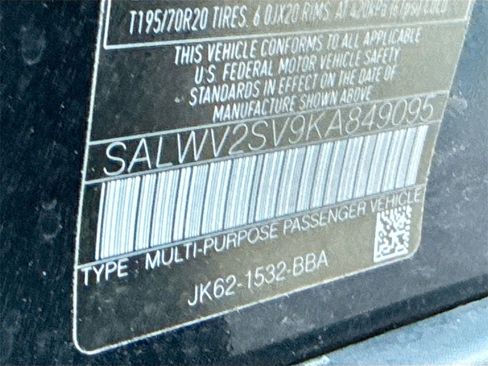 T195/70R20 TIRES, 6.0JX20 RIMS, AT 420kPa (61psi) COLD
THIS VEHICLE CONFORMS TO ALL APPLICABLE
U.S. FEDERAL MOTOR VEHICLE SAFETY
STANDARDS IN EFFECT ON THE DATE OF
MANUFACTURE SHOWN ABOVE.
SALWV2SV9KA849095
TYPE : MULTI-PURPOSE PASSENGER VEHICLE
JK62-1532-BBA